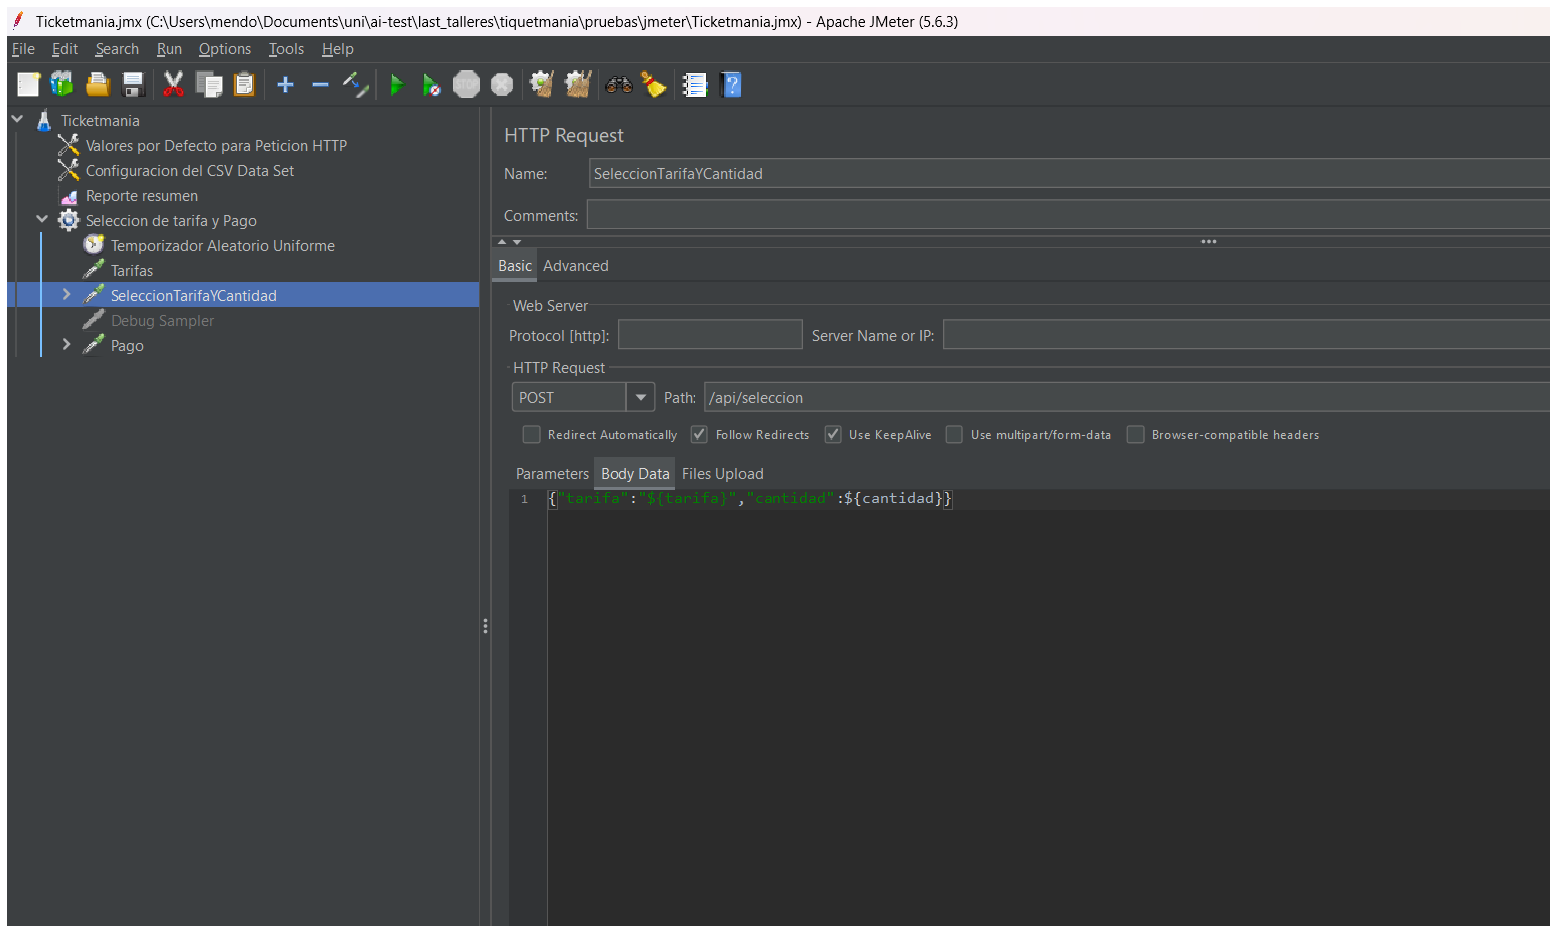 Ticketmania.jmx (C:\Users\mendo\Documents\uni\ai-test\last_talleres\tiquetmania\pruebas\jmeter\Ticketmania.jmx) - Apache JMeter (5.6.3)
File Edit Search Run Options Tools Help
STOP
Ticketmania
Valores por Defecto para Peticion HTTP
Configuracion del CSV Data Set
Reporte resumen
Seleccion de tarifa y Pago
Temporizador Aleatorio Uniforme
Tarifas
SeleccionTarifaYCantidad
Debug Sampler
Pago
HTTP Request
Name: SeleccionTarifaYCantidad
Comments:
Basic Advanced
Web Server
Protocol [http]: Server Name or IP:
HTTP Request
POST Path: /api/seleccion
Redirect Automatically Follow Redirects Use KeepAlive Use multipart/form-data Browser-compatible headers
Parameters Body Data Files Upload
1 {"tarifa":"${tarifa}","cantidad":${cantidad}}